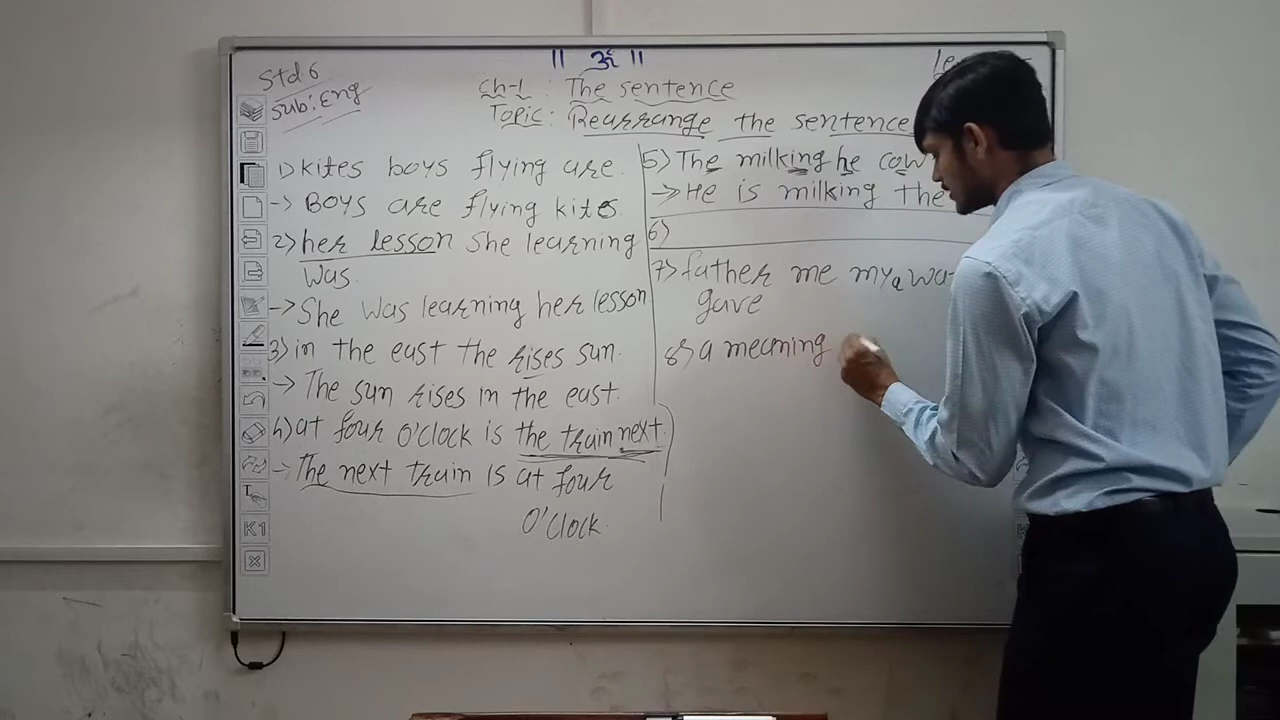 || ॐ ||
Std 6
Sub: Eng
Ch-1 : The sentence
Topic: Rearrange the sentence
1) kites boys flying are.
-> Boys are flying kites.
2) her lesson She learning
was.
-> She was learning her lesson
3) in the east the rises sun.
-> The sun rises in the east.
4) at four O'clock is the train next.
-> The next train is at four
O'clock.
5) The milking he cow
-> He is milking the
6)
7) father me my a
gave
8) a meaning
T
K1